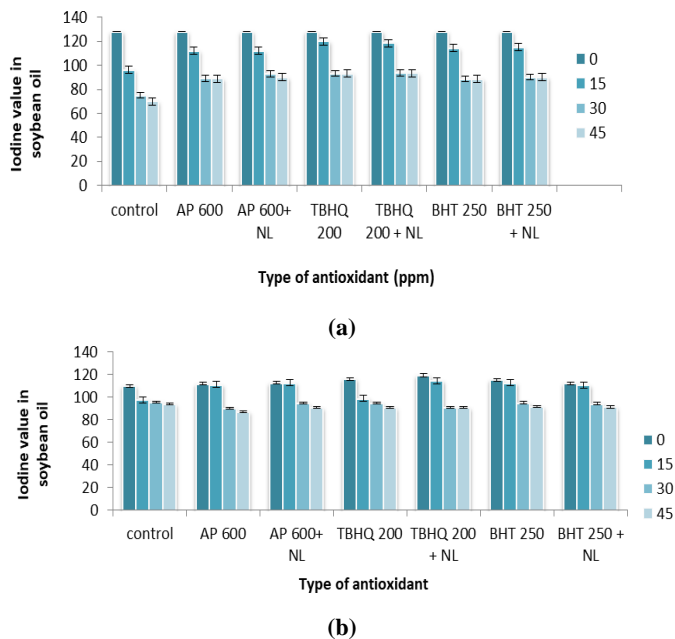 140
120
100
80
60
40
20
0
Iodine value in
soybean oil
control
AP 600
AP 600+
NL
TBHQ
200
TBHQ
200 + NL
BHT 250
BHT 250
+ NL
0
15
30
45
Type of antioxidant (ppm)
(a)
140
120
100
80
60
40
20
0
Iodine value in
soybean oil
control
AP 600
AP 600+
NL
TBHQ 200
TBHQ 200
+ NL
BHT 250
BHT 250 +
NL
0
15
30
45
Type of antioxidant
(b)